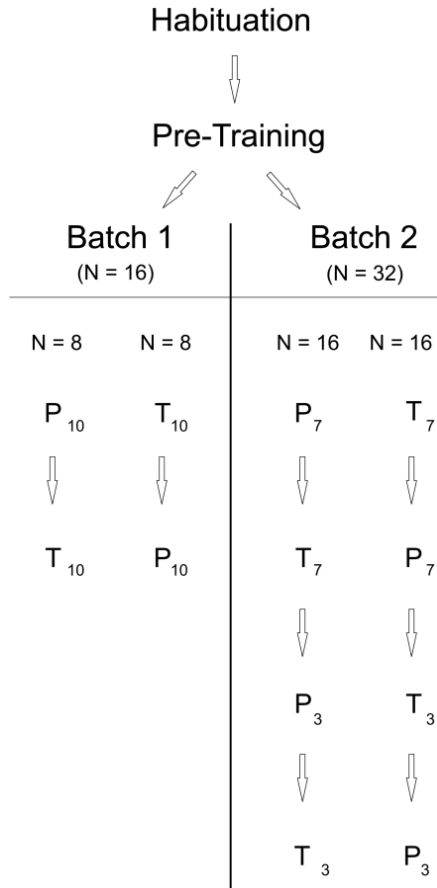 Habituation
Pre-Training
Batch 1 Batch 2
(N = 16) (N = 32)
N = 8 N = 8 N = 16 N = 16
P10 T10 P7 T7
T10 P10 T7 P7
P3 T3
T3 P3